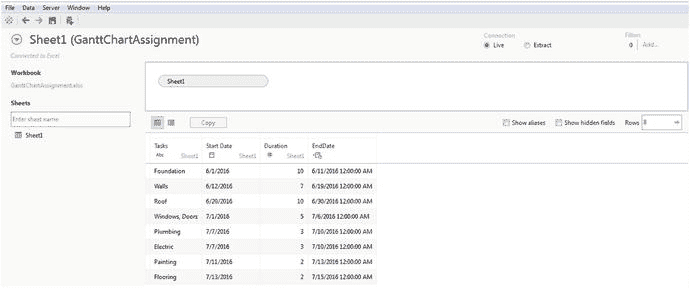 File Data Server Window Help
Sheet1 (GanttChartAssignment)
Connected to Excel
Connection
Live Extract
Filters
0 Add...
Workbook
GanttChartAssignment.xlsx
Sheets
Enter sheet name
Sheet1
Sheet1
Copy
Show aliases Show hidden fields Rows 8
Tasks Start Date Duration EndDate
Abc Sheet1 Sheet1 Sheet1
Foundation 6/1/2016 10 6/11/2016 12:00:00 AM
Walls 6/12/2016 7 6/19/2016 12:00:00 AM
Roof 6/20/2016 10 6/30/2016 12:00:00 AM
Windows, Doors 7/1/2016 5 7/6/2016 12:00:00 AM
Plumbing 7/7/2016 3 7/10/2016 12:00:00 AM
Electric 7/7/2016 3 7/10/2016 12:00:00 AM
Painting 7/11/2016 2 7/13/2016 12:00:00 AM
Flooring 7/13/2016 2 7/15/2016 12:00:00 AM